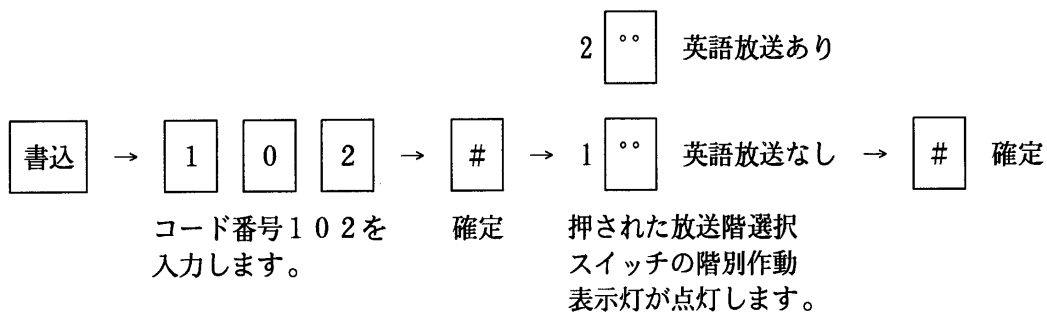 2 °° 英語放送あり
書込 → 1 0 2 → # → 1 °° 英語放送なし → # 確定
コード番号102を
入力します。
確定
押された放送階選択
スイッチの階別作動
表示灯が点灯します。